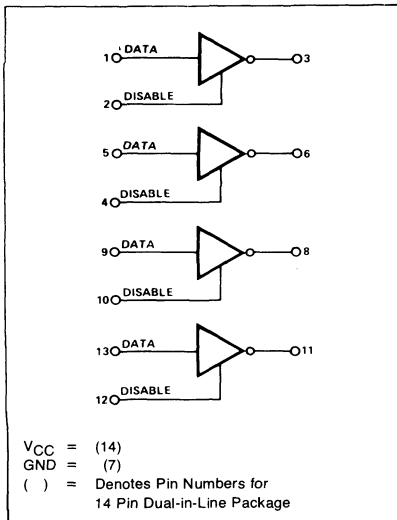 1 DATA 3
2 DISABLE
5 DATA 6
4 DISABLE
9 DATA 8
10 DISABLE
13 DATA 11
12 DISABLE
VCC = (14)
GND = (7)
( ) = Denotes Pin Numbers for
14 Pin Dual-in-Line Package